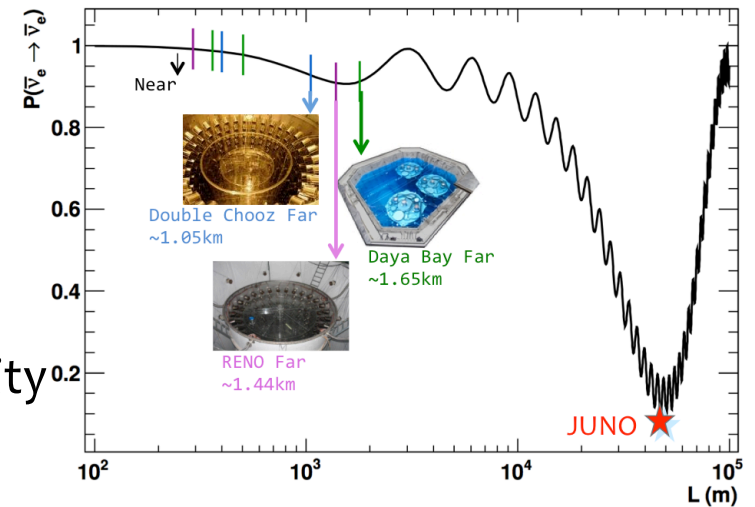 P(ν̄e → ν̄e)
1
0.8
0.6
0.4
0.2
Near
Double Chooz Far
~1.05km
Daya Bay Far
~1.65km
RENO Far
~1.44km
ity
JUNO
10²
10³
10⁴
10⁵
L (m)